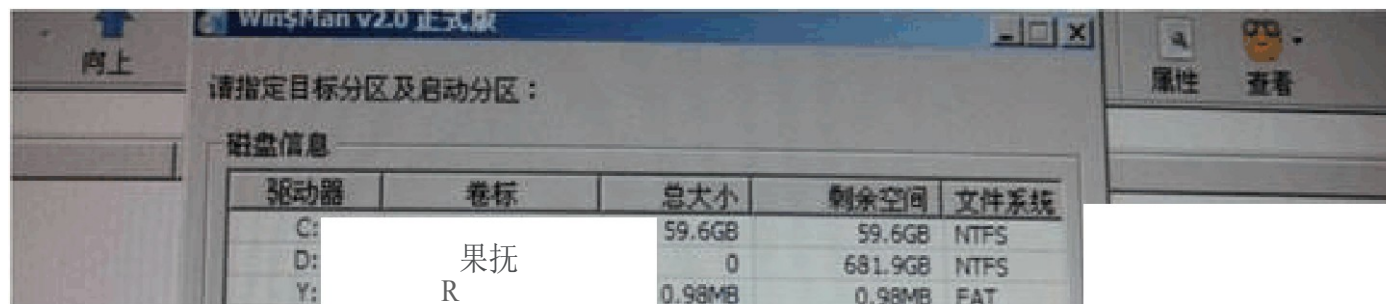 Win$Man v2.0 正式版
向上
属性 查看
请指定目标分区及启动分区：
磁盘信息
驱动器 卷标 总大小 剩余空间 文件系统
C: 59.6GB 59.6GB NTFS
D: 果抚 0 681.9GB NTFS
Y: R 0.98MB 0.98MB FAT